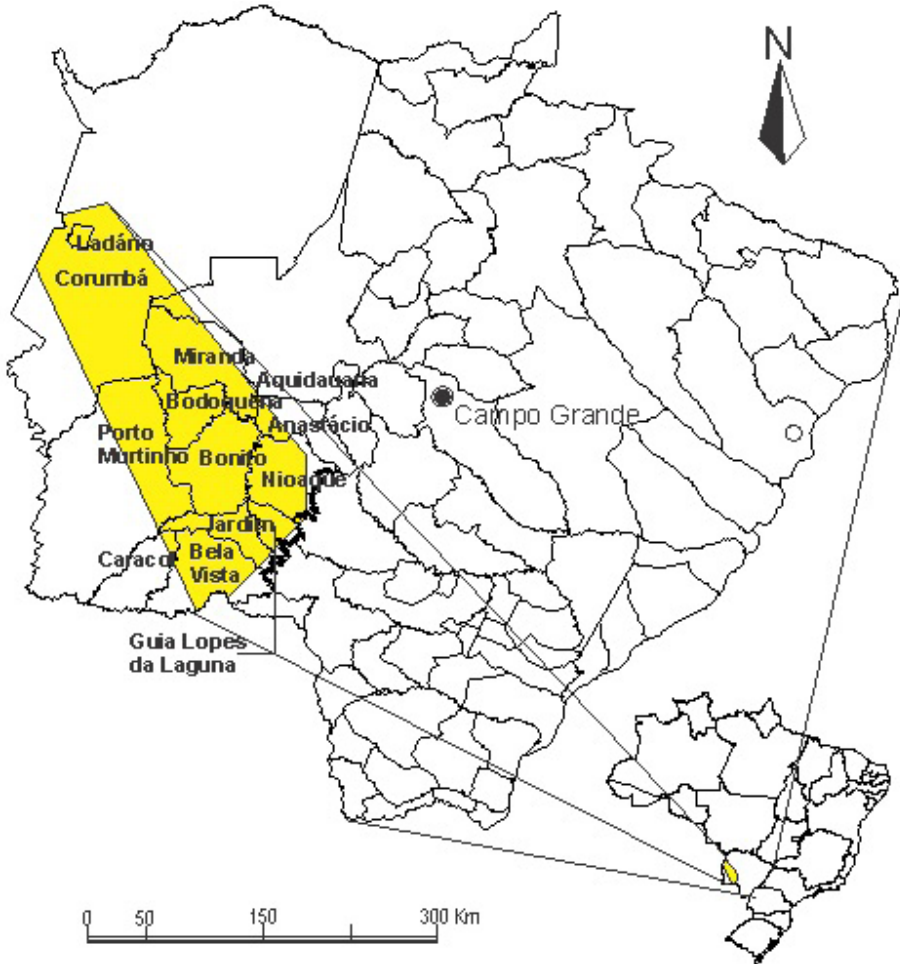 N
Ladário
Corumbá
Miranda
Aquidauana
Bodoquena
Anastácio
Campo Grande
Porto
Murtinho
Bonito
Nioaque
Jardim
Caracol
Bela
Vista
Guia Lopes
da Laguna
0 50 150 300 Km